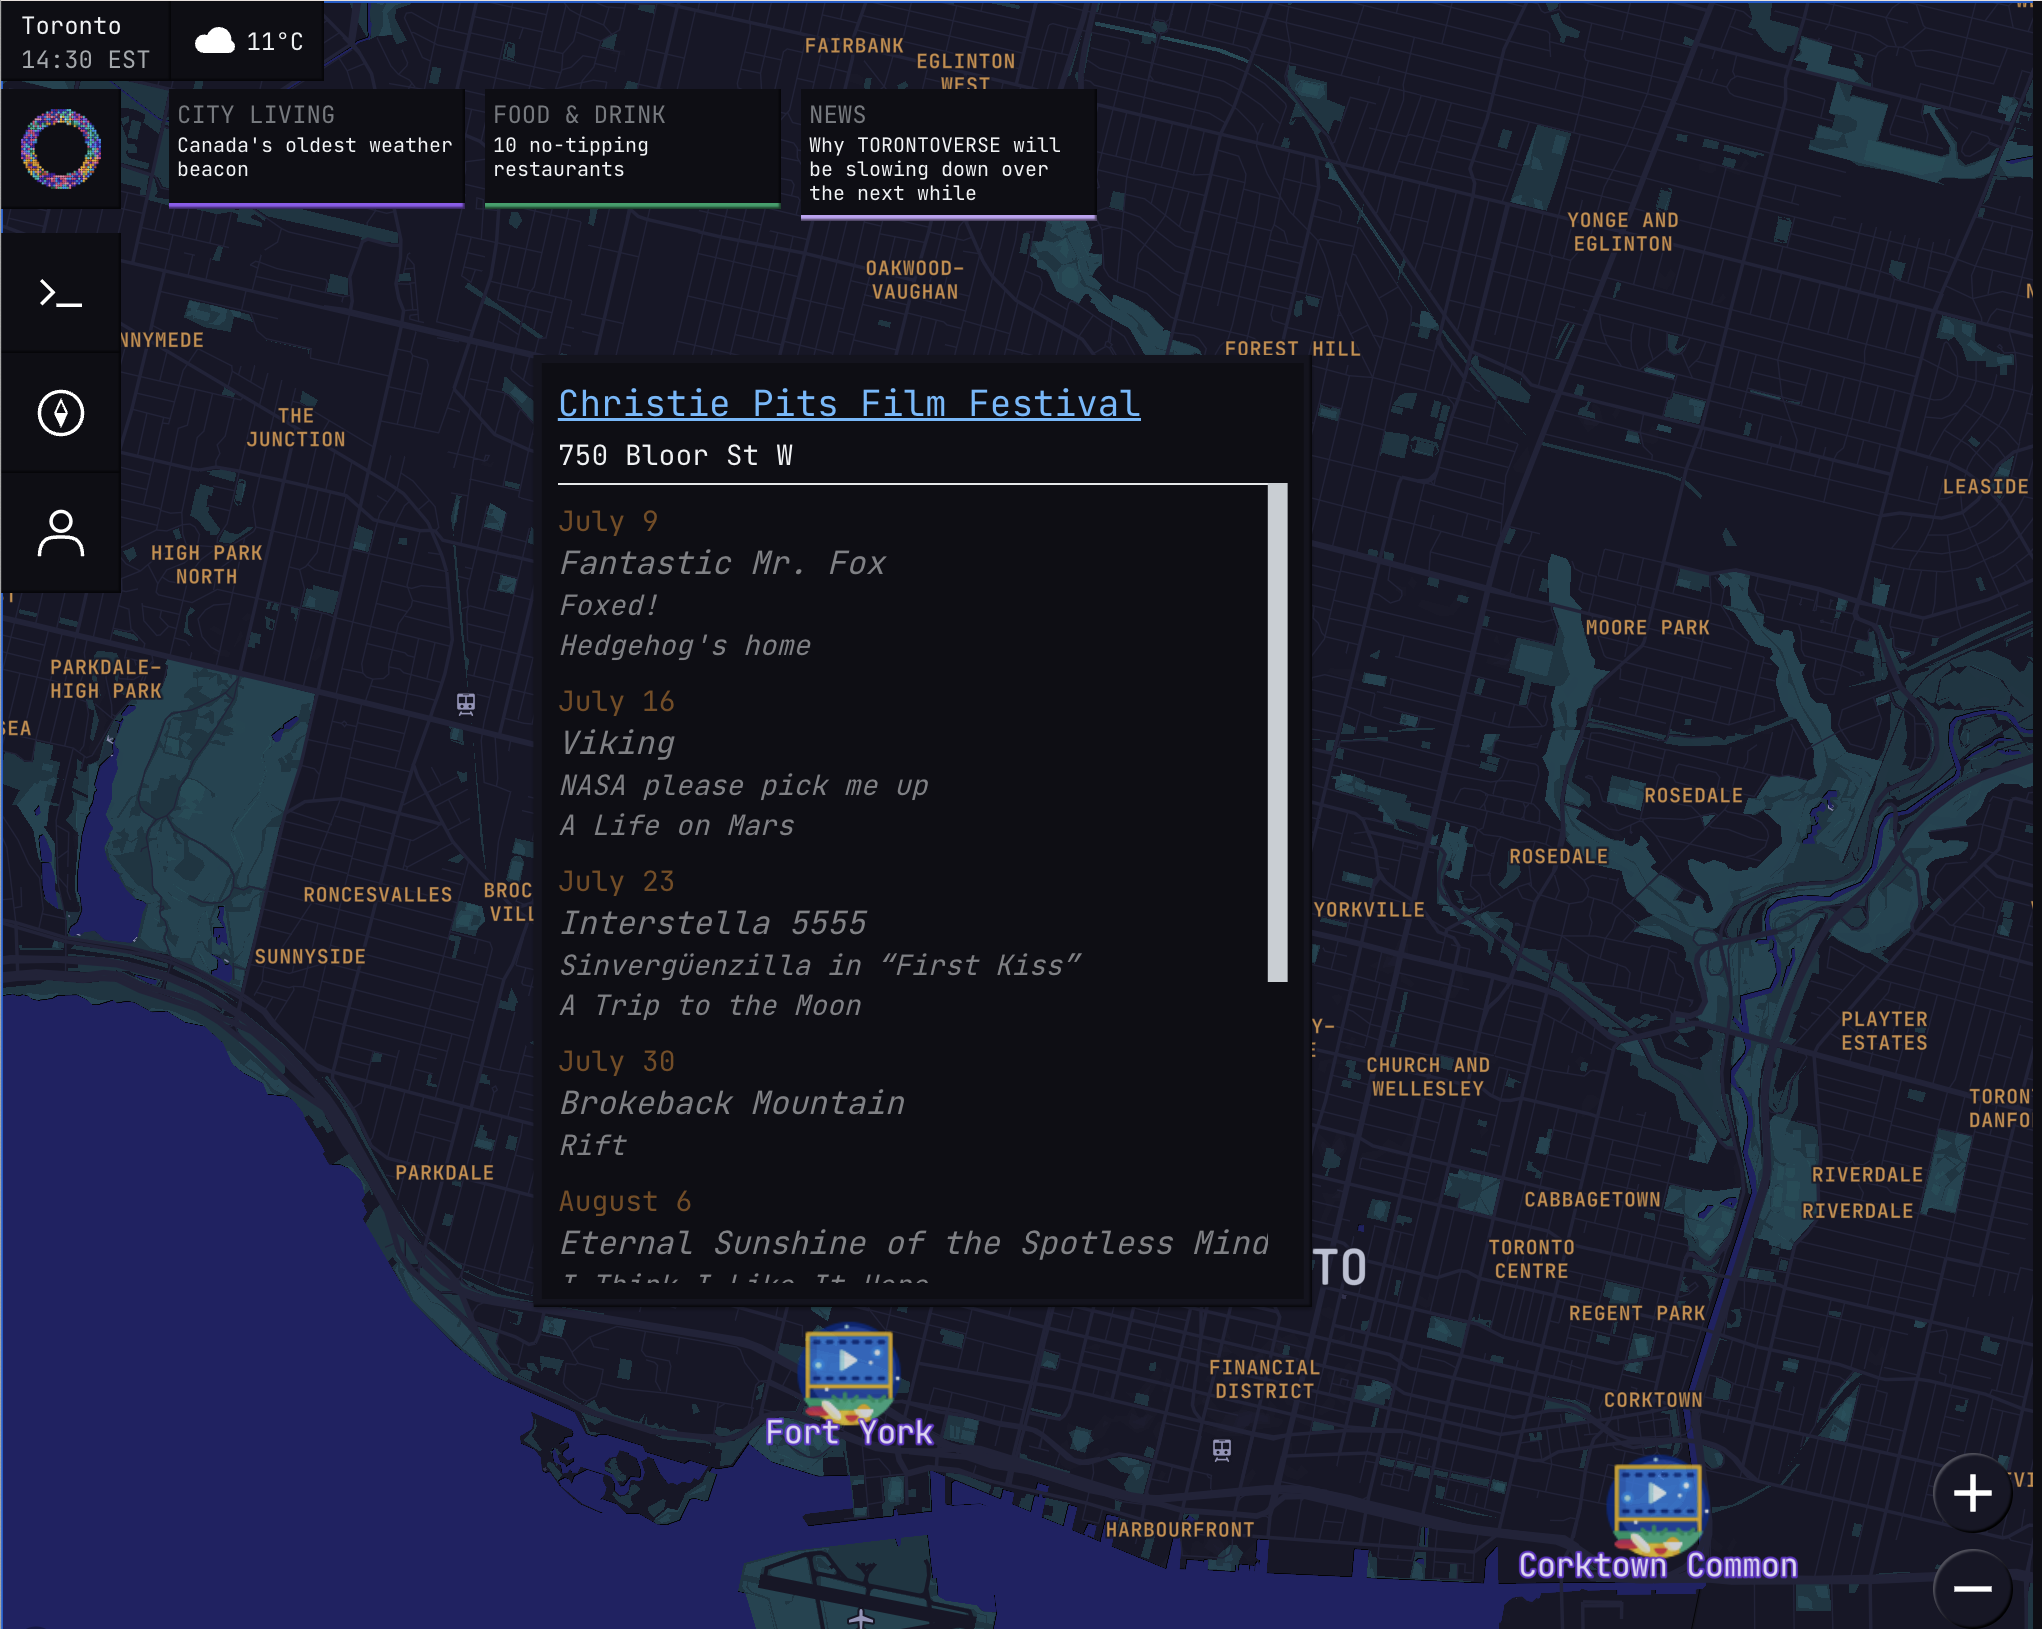 Toronto
14:30 EST
11°C
CITY LIVING
Canada's oldest weather
beacon
FOOD & DRINK
10 no-tipping
restaurants
NEWS
Why TORONTOVERSE will
be slowing down over
the next while
FAIRBANK
EGLINTON
WEST
YONGE AND
EGLINTON
OAKWOOD-
VAUGHAN
NNYMEDE
FOREST HILL
THE
JUNCTION
LEASIDE
HIGH PARK
NORTH
MOORE PARK
PARKDALE-
HIGH PARK
SEA
ROSEDALE
ROSEDALE
RONCESVALLES
BROC
VILL
YORKVILLE
SUNNYSIDE
PLAYTER
ESTATES
CHURCH AND
WELLESLEY
TORON
DANFO
PARKDALE
RIVERDALE
CABBAGETOWN
RIVERDALE
TORONTO
CENTRE
TO
REGENT PARK
FINANCIAL
DISTRICT
CORKTOWN
HARBOURFRONT
Christie Pits Film Festival
750 Bloor St W
July 9
Fantastic Mr. Fox
Foxed!
Hedgehog's home
July 16
Viking
NASA please pick me up
A Life on Mars
July 23
Interstella 5555
Sinvergüenzilla in “First Kiss”
A Trip to the Moon
July 30
Brokeback Mountain
Rift
August 6
Eternal Sunshine of the Spotless Mind
I Think I Like It Here
Fort York
Corktown Common